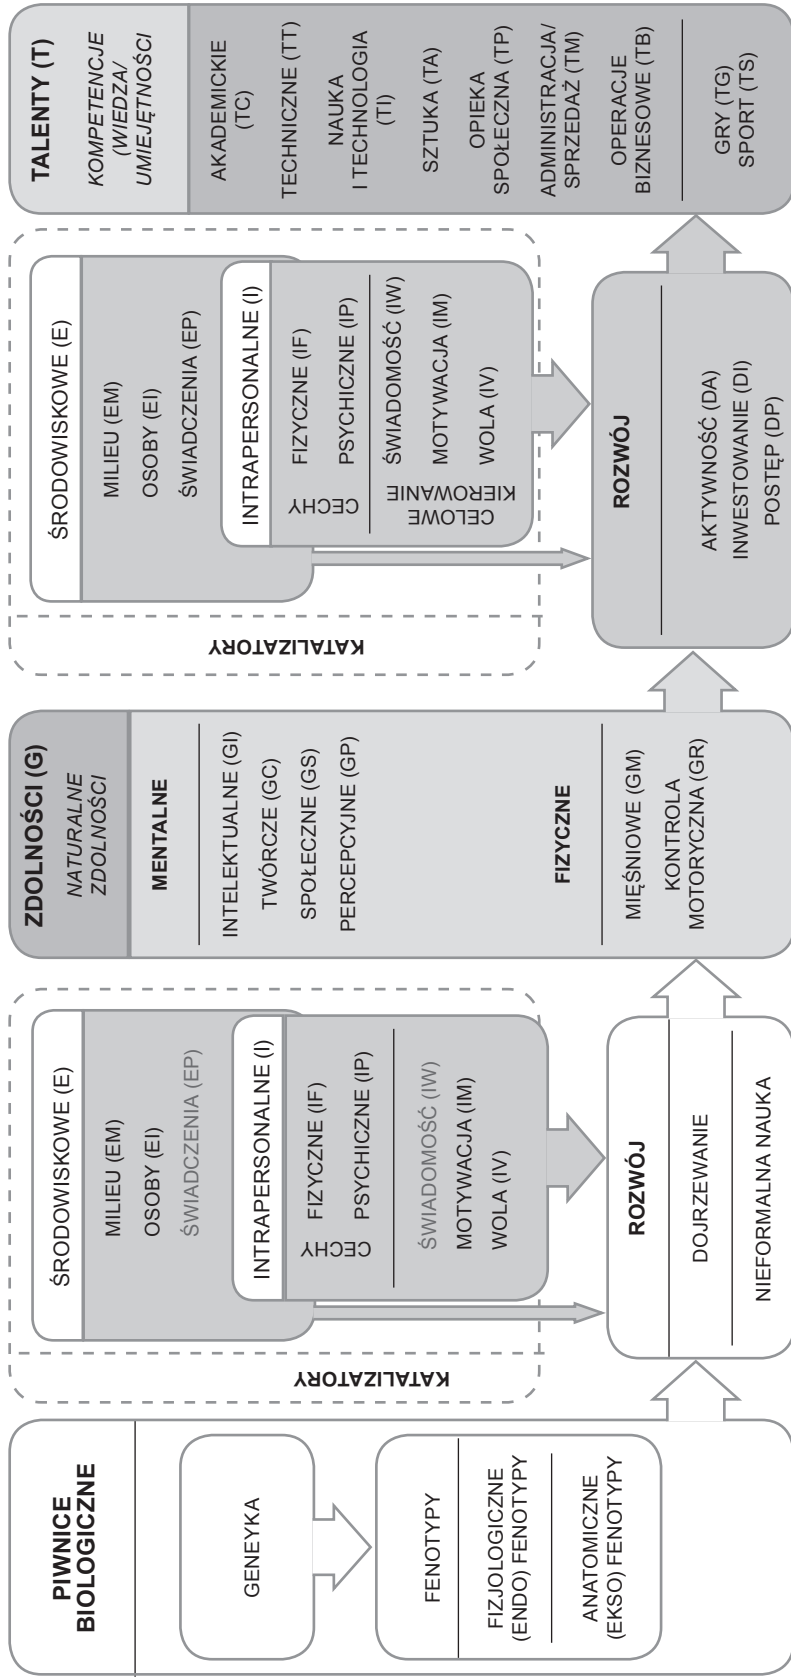 PIWNICE
BIOLOGICZNE
GENEYKA
FENOTYPY
FIZJOLOGICZNE
(ENDO) FENOTYPY
ANATOMICZNE
(EKSO) FENOTYPY
KATALIZATORY
ŚRODOWISKOWE (E)
MILIEU (EM)
OSOBY (EI)
ŚWIADCZENIA (EP)
INTRAPERSONALNE (I)
CECHY
FIZYCZNE (IF)
PSYCHICZNE (IP)
ŚWIADOMOŚĆ (IW)
MOTYWACJA (IM)
WOLA (IV)
ROZWÓJ
DOJRZEWANIE
NIEFORMALNA NAUKA
ZDOLNOŚCI (G)
NATURALNE
ZDOLNOŚCI
MENTALNE
INTELEKTUALNE (GI)
TWÓRCZE (GC)
SPOŁECZNE (GS)
PERCEPCYJNE (GP)
FIZYCZNE
MIĘŚNIOWE (GM)
KONTROLA
MOTORYCZNA (GR)
KATALIZATORY
ŚRODOWISKOWE (E)
MILIEU (EM)
OSOBY (EI)
ŚWIADCZENIA (EP)
INTRAPERSONALNE (I)
CECHY
FIZYCZNE (IF)
PSYCHICZNE (IP)
CELOWE
KIEROWANIE
ŚWIADOMOŚĆ (IW)
MOTYWACJA (IM)
WOLA (IV)
ROZWÓJ
AKTYWNOŚĆ (DA)
INWESTOWANIE (DI)
POSTĘP (DP)
TALENTY (T)
KOMPETENCJE
(WIEDZA/
UMIEJĘTNOŚCI
AKADEMICKIE
(TC)
TECHNICZNE (TT)
NAUKA
I TECHNOLOGIA
(TI)
SZTUKA (TA)
OPIEKA
SPOŁECZNA (TP)
ADMINISTRACJA/
SPRZEDAŻ (TM)
OPERACJE
BIZNESOWE (TB)
GRY (TG)
SPORT (TS)